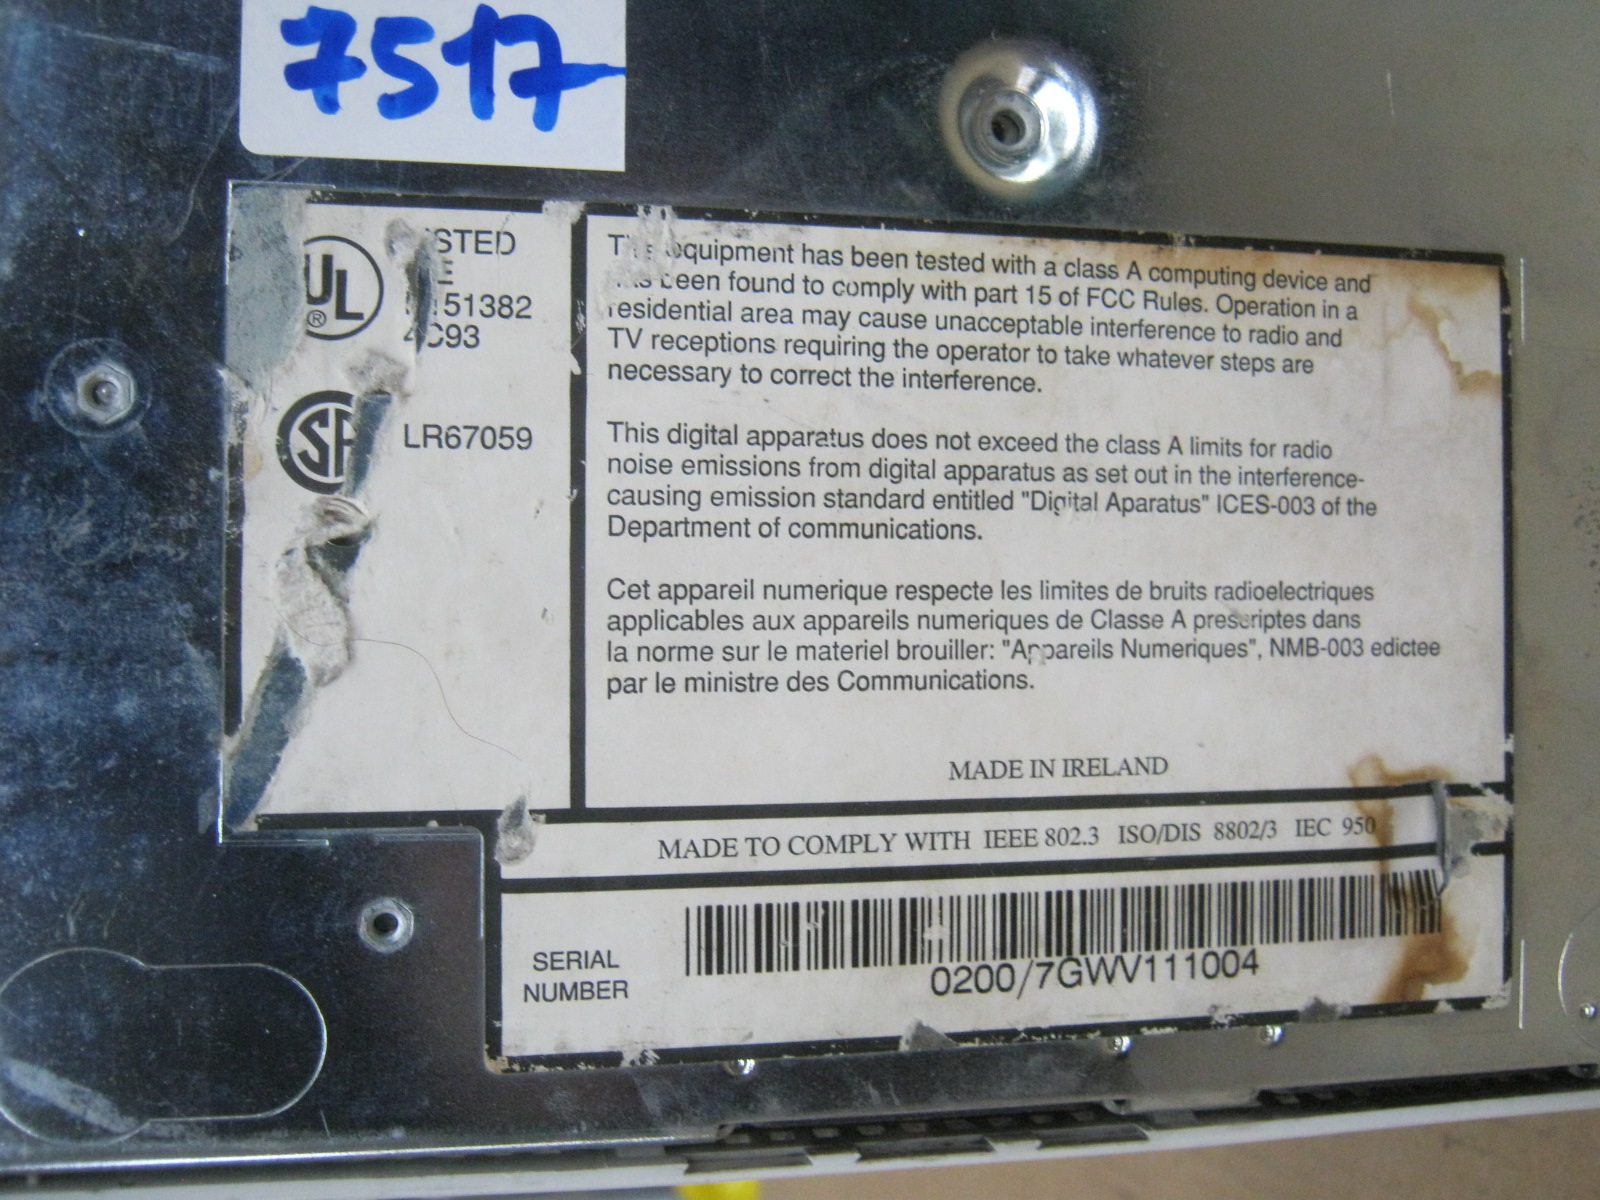 7517
UL
®
LR67059
equipment has been tested with a class A computing device and
been found to comply with part 15 of FCC Rules. Operation in a
residential area may cause unacceptable interference to radio and
TV receptions requiring the operator to take whatever steps are
necessary to correct the interference.
This digital apparatus does not exceed the class A limits for radio
noise emissions from digital apparatus as set out in the interference-
causing emission standard entitled "Digital Aparatus" ICES-003 of the
Department of communications.
Cet appareil numerique respecte les limites de bruits radioelectriques
applicables aux appareils numeriques de Classe A prescriptes dans
la norme sur le materiel brouiller: "Appareils Numeriques", NMB-003 edictee
par le ministre des Communications.
MADE IN IRELAND
MADE TO COMPLY WITH IEEE 802.3 ISO/DIS 8802/3 IEC 950
SERIAL
NUMBER
0200/7GWV111004